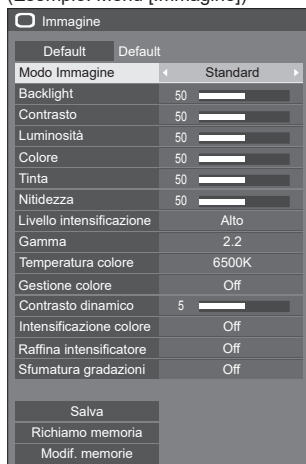 (Esempio: menu [Immagine])
Immagine
Default Default
Modo Immagine Standard
Backlight 50
Contrasto 50
Luminosità 50
Colore 50
Tinta 50
Nitidezza 50
Livello intensificazione Alto
Gamma 2.2
Temperatura colore 6500K
Gestione colore Off
Contrasto dinamico 5
Intensificazione colore Off
Raffina intensificatore Off
Sfumatura gradazioni Off
Salva
Richiamo memoria
Modif. memorie